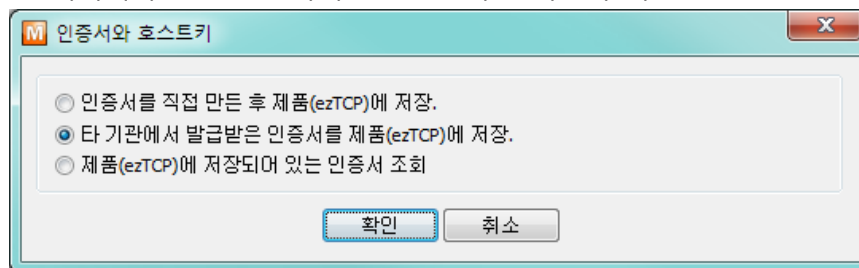 M 인증서와 호스트키
인증서를 직접 만든 후 제품(ezTCP)에 저장.
타 기관에서 발급받은 인증서를 제품(ezTCP)에 저장.
제품(ezTCP)에 저장되어 있는 인증서 조회
확인 취소